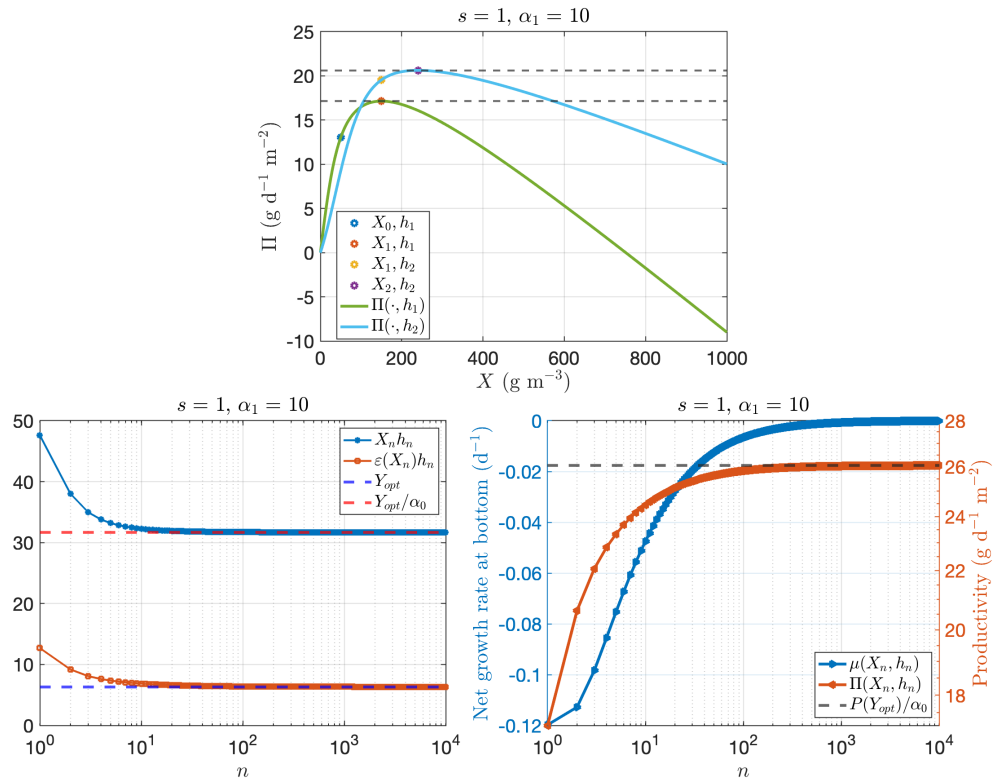 s = 1, α₁ = 10
25
20
15
10
5
0
-5
-10
Π (g d⁻¹ m⁻²)
X₀, h₁
X₁, h₁
X₁, h₂
X₂, h₂
Π(·, h₁)
Π(·, h₂)
0 200 400 600 800 1000
X (g m⁻³)
s = 1, α₁ = 10
50
40
30
20
10
0
Xₙhₙ
ε(Xₙ)hₙ
Y_opt
Y_opt/α₀
10⁰ 10¹ 10² 10³ 10⁴
n
s = 1, α₁ = 10
Net growth rate at bottom (d⁻¹)
0
-0.02
-0.04
-0.06
-0.08
-0.1
-0.12
28
26
24
22
20
18
Productivity (g d⁻¹ m⁻²)
μ(Xₙ, hₙ)
Π(Xₙ, hₙ)
P(Y_opt)/α₀
10⁰ 10¹ 10² 10³ 10⁴
n